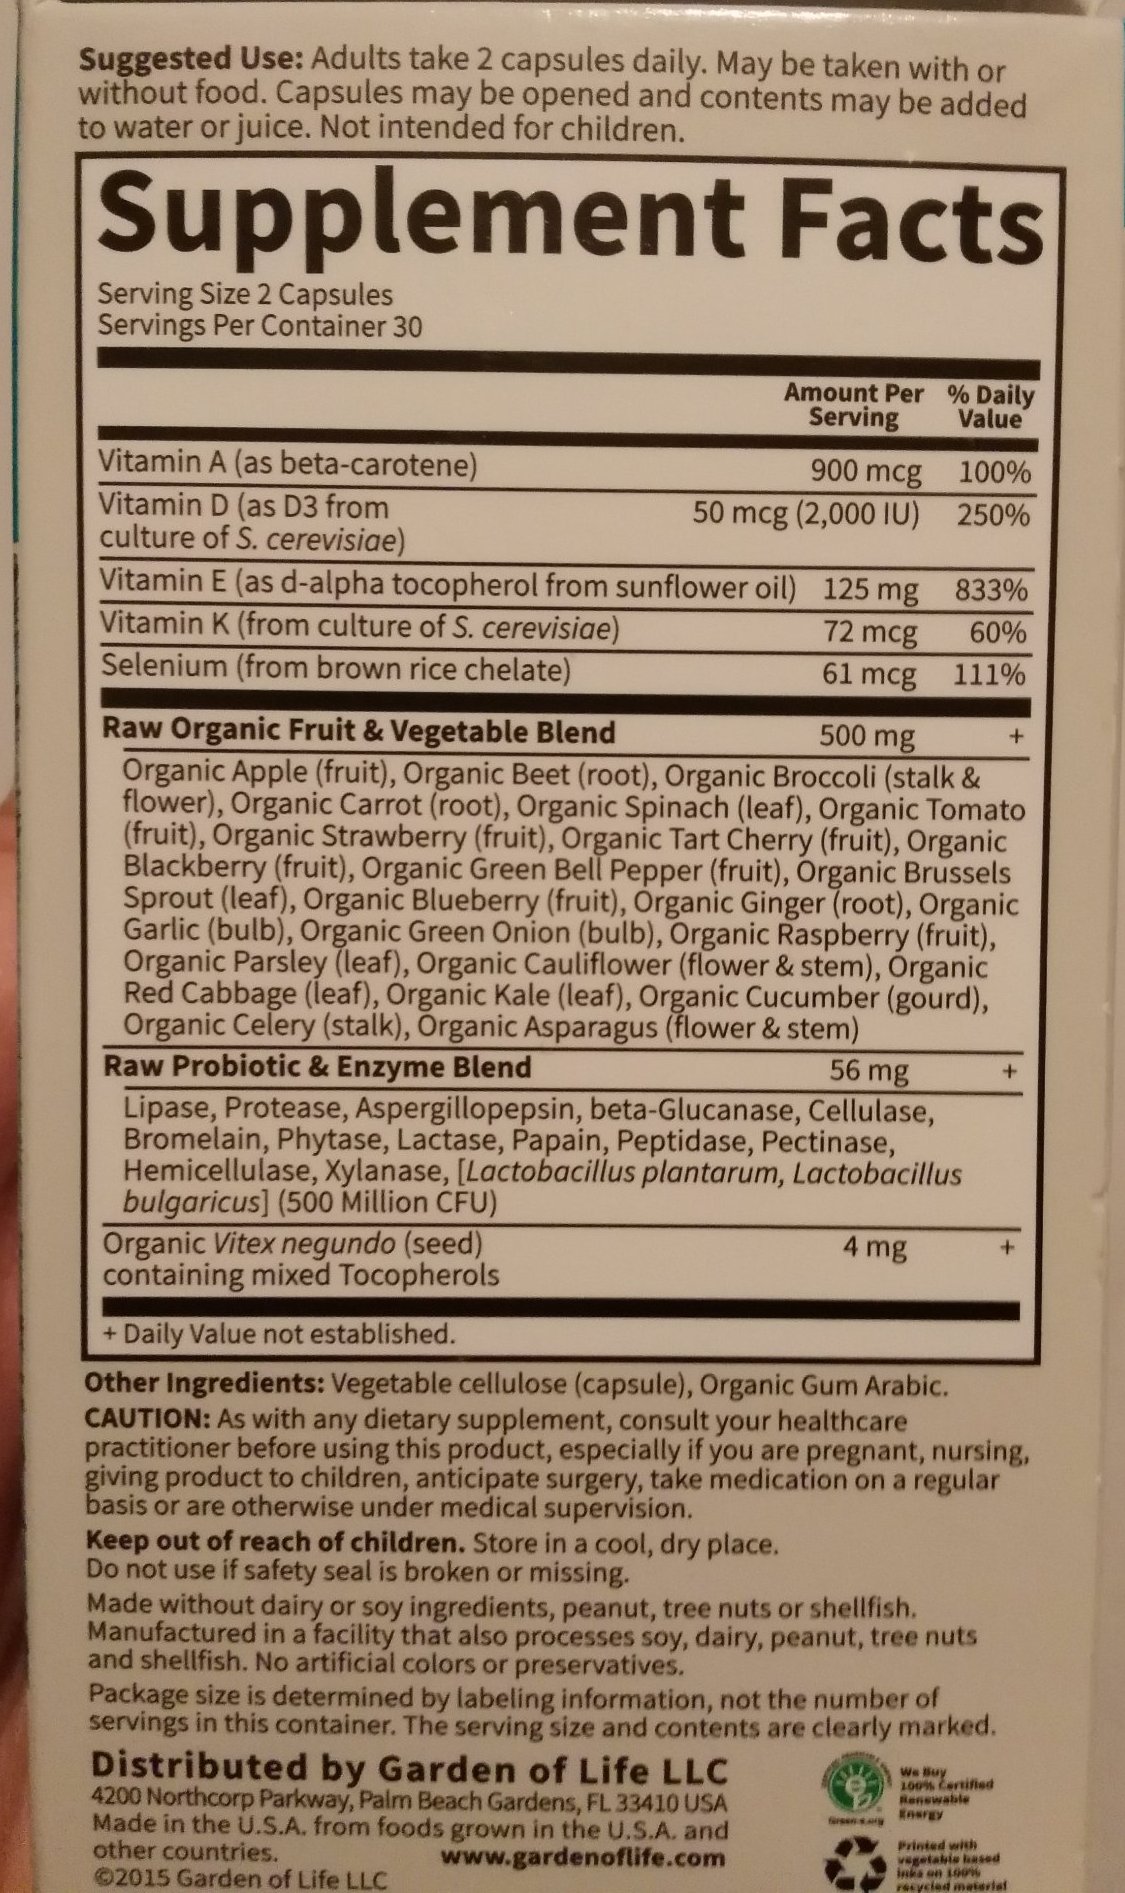 Suggested Use: Adults take 2 capsules daily. May be taken with or
without food. Capsules may be opened and contents may be added
to water or juice. Not intended for children.
Supplement Facts
Serving Size 2 Capsules
Servings Per Container 30
Amount Per Serving % Daily Value
Vitamin A (as beta-carotene) 900 mcg 100%
Vitamin D (as D3 from 50 mcg (2,000 IU) 250%
culture of S. cerevisiae)
Vitamin E (as d-alpha tocopherol from sunflower oil) 125 mg 833%
Vitamin K (from culture of S. cerevisiae) 72 mcg 60%
Selenium (from brown rice chelate) 61 mcg 111%
Raw Organic Fruit & Vegetable Blend 500 mg +
Organic Apple (fruit), Organic Beet (root), Organic Broccoli (stalk &
flower), Organic Carrot (root), Organic Spinach (leaf), Organic Tomato
(fruit), Organic Strawberry (fruit), Organic Tart Cherry (fruit), Organic
Blackberry (fruit), Organic Green Bell Pepper (fruit), Organic Brussels
Sprout (leaf), Organic Blueberry (fruit), Organic Ginger (root), Organic
Garlic (bulb), Organic Green Onion (bulb), Organic Raspberry (fruit),
Organic Parsley (leaf), Organic Cauliflower (flower & stem), Organic
Red Cabbage (leaf), Organic Kale (leaf), Organic Cucumber (gourd),
Organic Celery (stalk), Organic Asparagus (flower & stem)
Raw Probiotic & Enzyme Blend 56 mg +
Lipase, Protease, Aspergillopepsin, beta-Glucanase, Cellulase,
Bromelain, Phytase, Lactase, Papain, Peptidase, Pectinase,
Hemicellulase, Xylanase, [Lactobacillus plantarum, Lactobacillus
bulgaricus] (500 Million CFU)
Organic Vitex negundo (seed) 4 mg +
containing mixed Tocopherols
+ Daily Value not established.
Other Ingredients: Vegetable cellulose (capsule), Organic Gum Arabic.
CAUTION: As with any dietary supplement, consult your healthcare
practitioner before using this product, especially if you are pregnant, nursing,
giving product to children, anticipate surgery, take medication on a regular
basis or are otherwise under medical supervision.
Keep out of reach of children. Store in a cool, dry place.
Do not use if safety seal is broken or missing.
Made without dairy or soy ingredients, peanut, tree nuts or shellfish.
Manufactured in a facility that also processes soy, dairy, peanut, tree nuts
and shellfish. No artificial colors or preservatives.
Package size is determined by labeling information, not the number of
servings in this container. The serving size and contents are clearly marked.
Distributed by Garden of Life LLC
4200 Northcorp Parkway, Palm Beach Gardens, FL 33410 USA
Made in the U.S.A. from foods grown in the U.S.A. and
other countries. www.gardenoflife.com
©2015 Garden of Life LLC
We Buy
100% Certified
Renewable
Energy
Green-e.org
Printed with
vegetable based
inks on 100%
recycled material